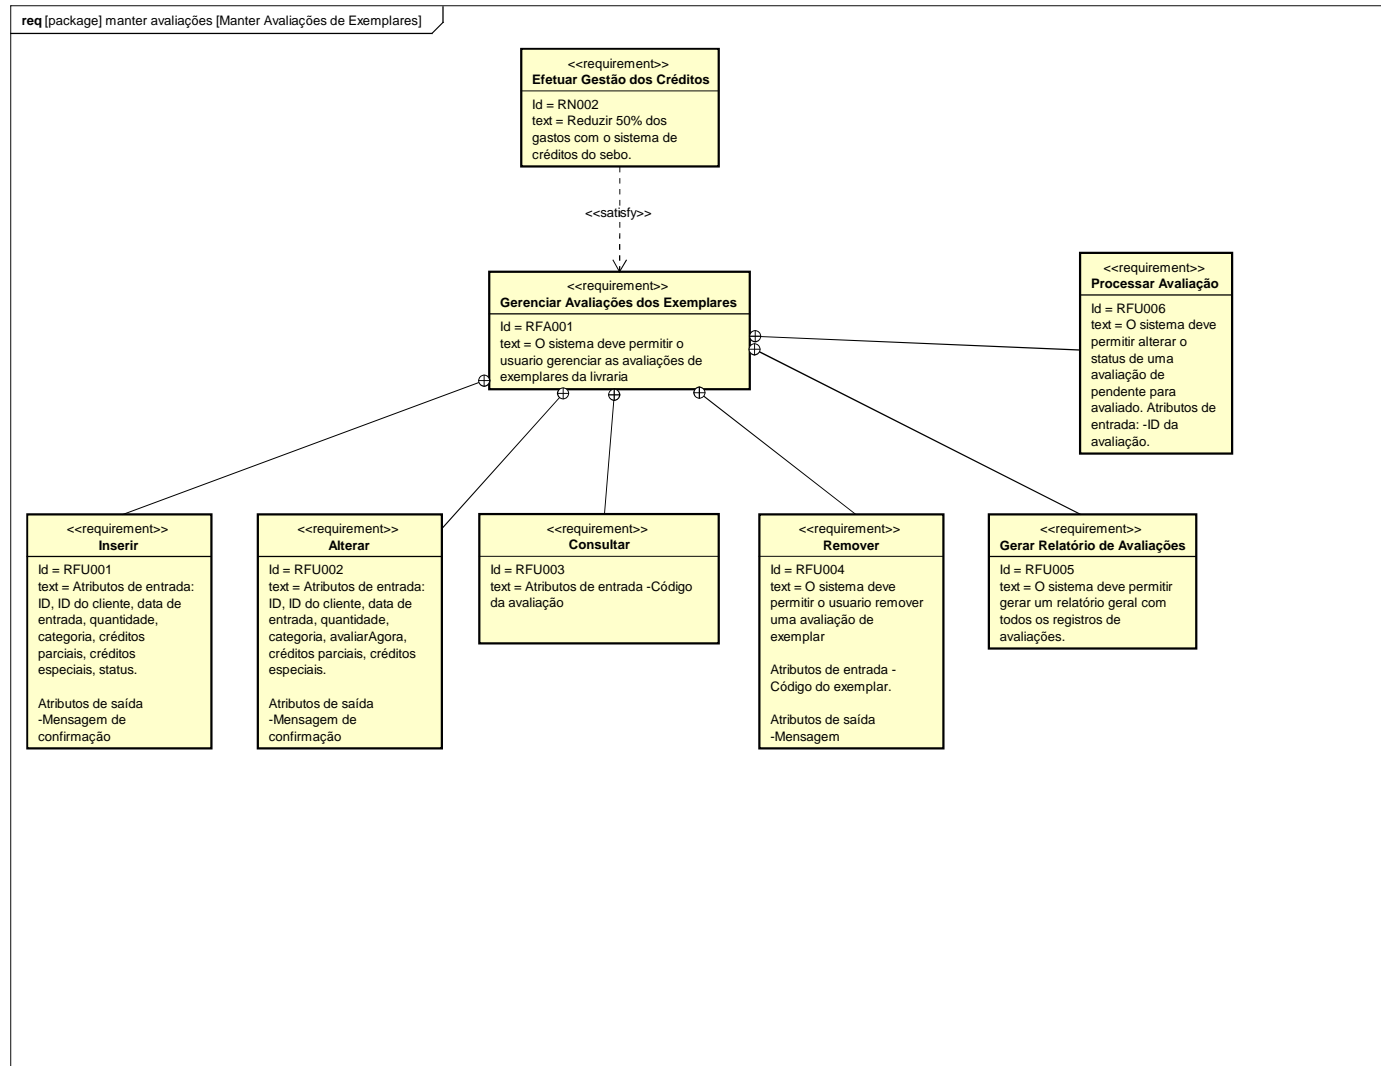 req [package] manter avaliações [Manter Avaliações de Exemplares]
<<requirement>>
Efetuar Gestão dos Créditos
Id = RN002
text = Reduzir 50% dos
gastos com o sistema de
créditos do sebo.
<<satisfy>>
<<requirement>>
Gerenciar Avaliações dos Exemplares
Id = RFA001
text = O sistema deve permitir o
usuario gerenciar as avaliações de
exemplares da livraria
<<requirement>>
Processar Avaliação
Id = RFU006
text = O sistema deve
permitir alterar o
status de uma
avaliação de
pendente para
avaliado. Atributos de
entrada: -ID da
avaliação.
<<requirement>>
Inserir
Id = RFU001
text = Atributos de entrada:
ID, ID do cliente, data de
entrada, quantidade,
categoria, créditos
parciais, créditos
especiais, status.
Atributos de saída
-Mensagem de
confirmação
<<requirement>>
Alterar
Id = RFU002
text = Atributos de entrada:
ID, ID do cliente, data de
entrada, quantidade,
categoria, avaliarAgora,
créditos parciais, créditos
especiais.
Atributos de saída
-Mensagem de
confirmação
<<requirement>>
Consultar
Id = RFU003
text = Atributos de entrada -Código
da avaliação
<<requirement>>
Remover
Id = RFU004
text = O sistema deve
permitir o usuario remover
uma avaliação de
exemplar
Atributos de entrada -
Código do exemplar.
Atributos de saída
-Mensagem
<<requirement>>
Gerar Relatório de Avaliações
Id = RFU005
text = O sistema deve permitir
gerar um relatório geral com
todos os registros de
avaliações.